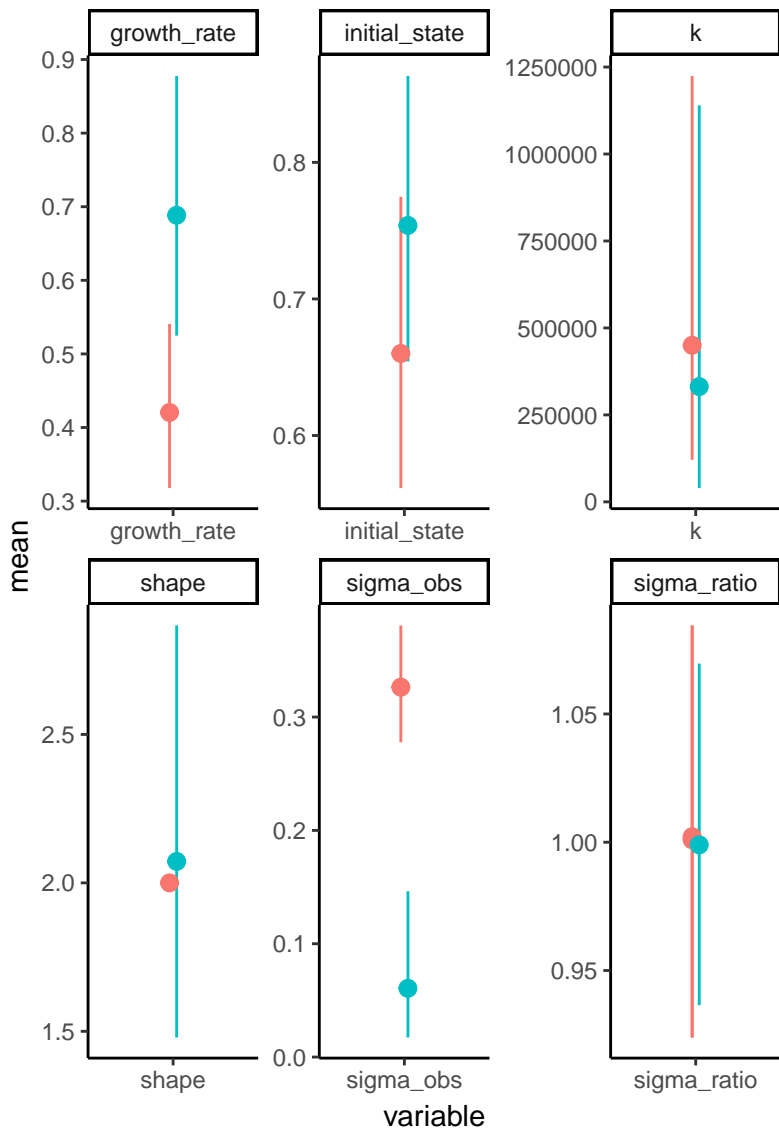 growth_rate
initial_state
k
0.9
0.8
0.7
0.6
0.5
0.4
0.3
0.8
0.7
0.6
1250000
1000000
750000
500000
250000
0
growth_rate
initial_state
k
mean
shape
sigma_obs
sigma_ratio
2.5
2.0
1.5
0.3
0.2
0.1
0.0
1.05
1.00
0.95
shape
sigma_obs
sigma_ratio
variable